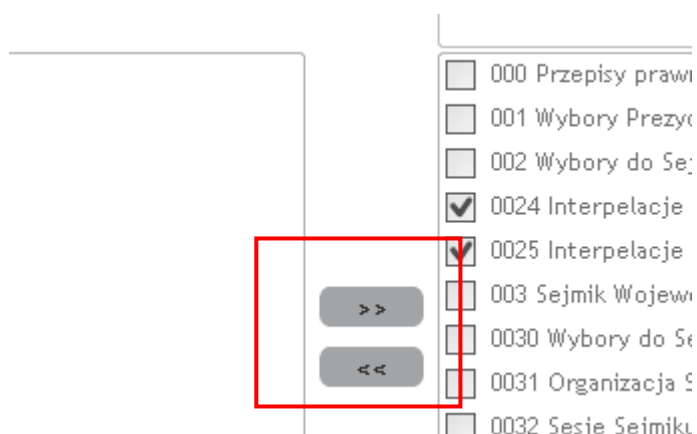 000 Przepisy
001 Wybory
002 Wybory do
0024 Interpelacje
0025 Interpelacje
>>
003 Sejmik
0030 Wybory do
<<
0031 Organizacja
0032 Sesje Sejmiku